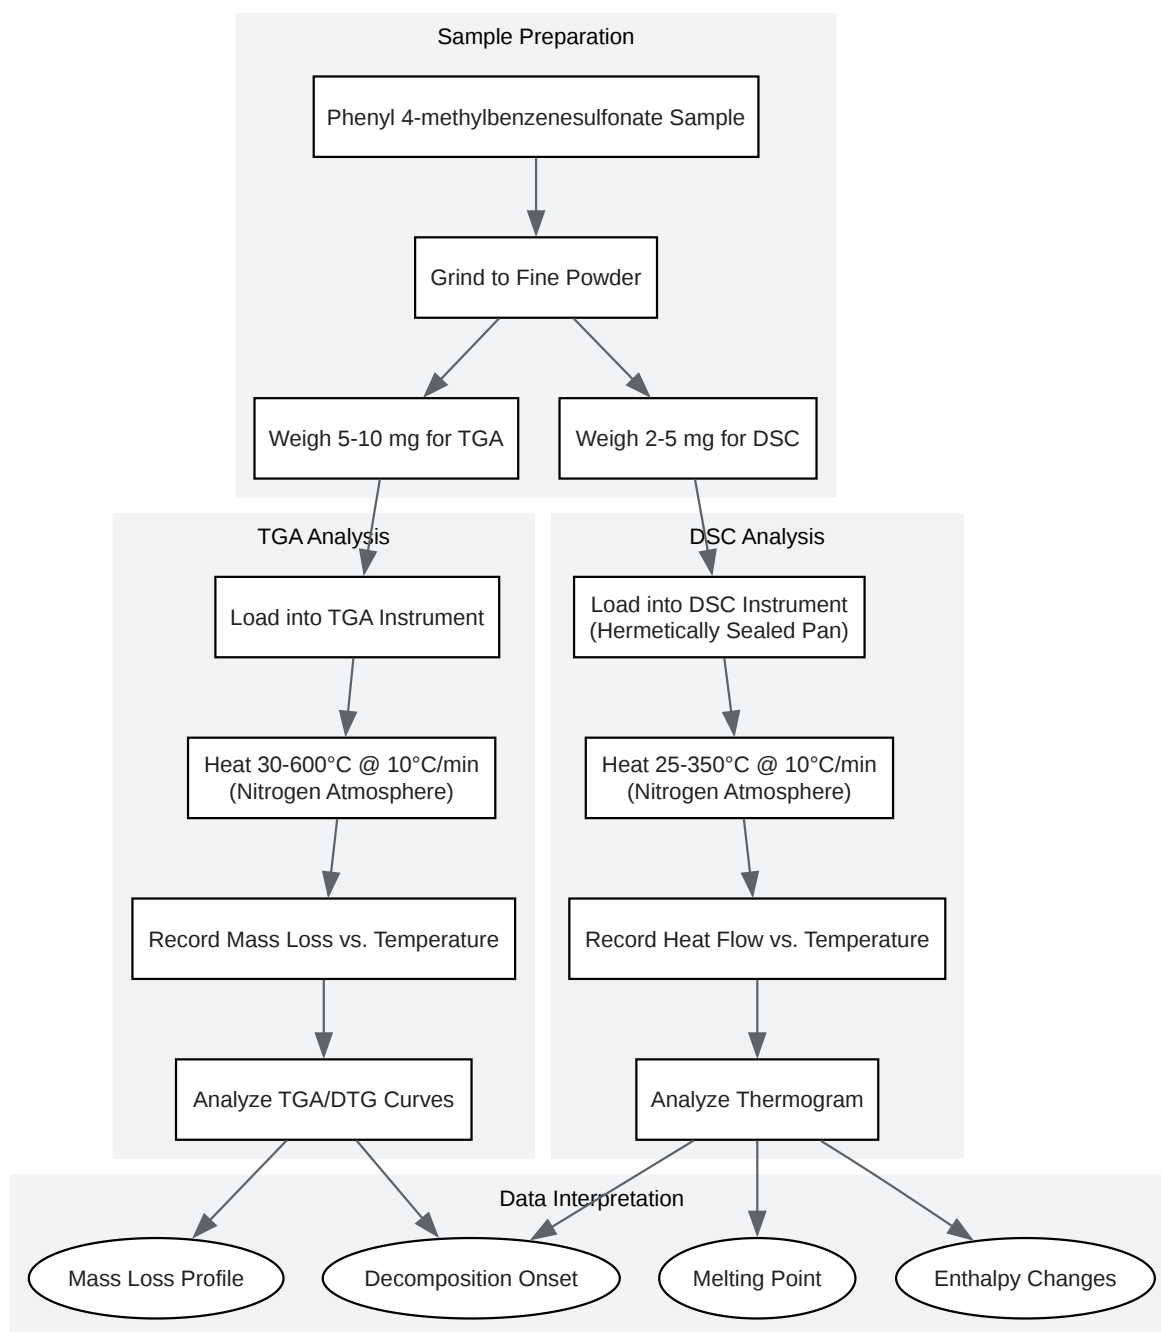 Sample Preparation
Phenyl 4-methylbenzenesulfonate Sample
Grind to Fine Powder
Weigh 5-10 mg for TGA
Weigh 2-5 mg for DSC
TGA Analysis
Load into TGA Instrument
Heat 30-600°C @ 10°C/min
(Nitrogen Atmosphere)
Record Mass Loss vs. Temperature
Analyze TGA/DTG Curves
DSC Analysis
Load into DSC Instrument
(Hermetically Sealed Pan)
Heat 25-350°C @ 10°C/min
(Nitrogen Atmosphere)
Record Heat Flow vs. Temperature
Analyze Thermogram
Data Interpretation
Mass Loss Profile
Decomposition Onset
Melting Point
Enthalpy Changes